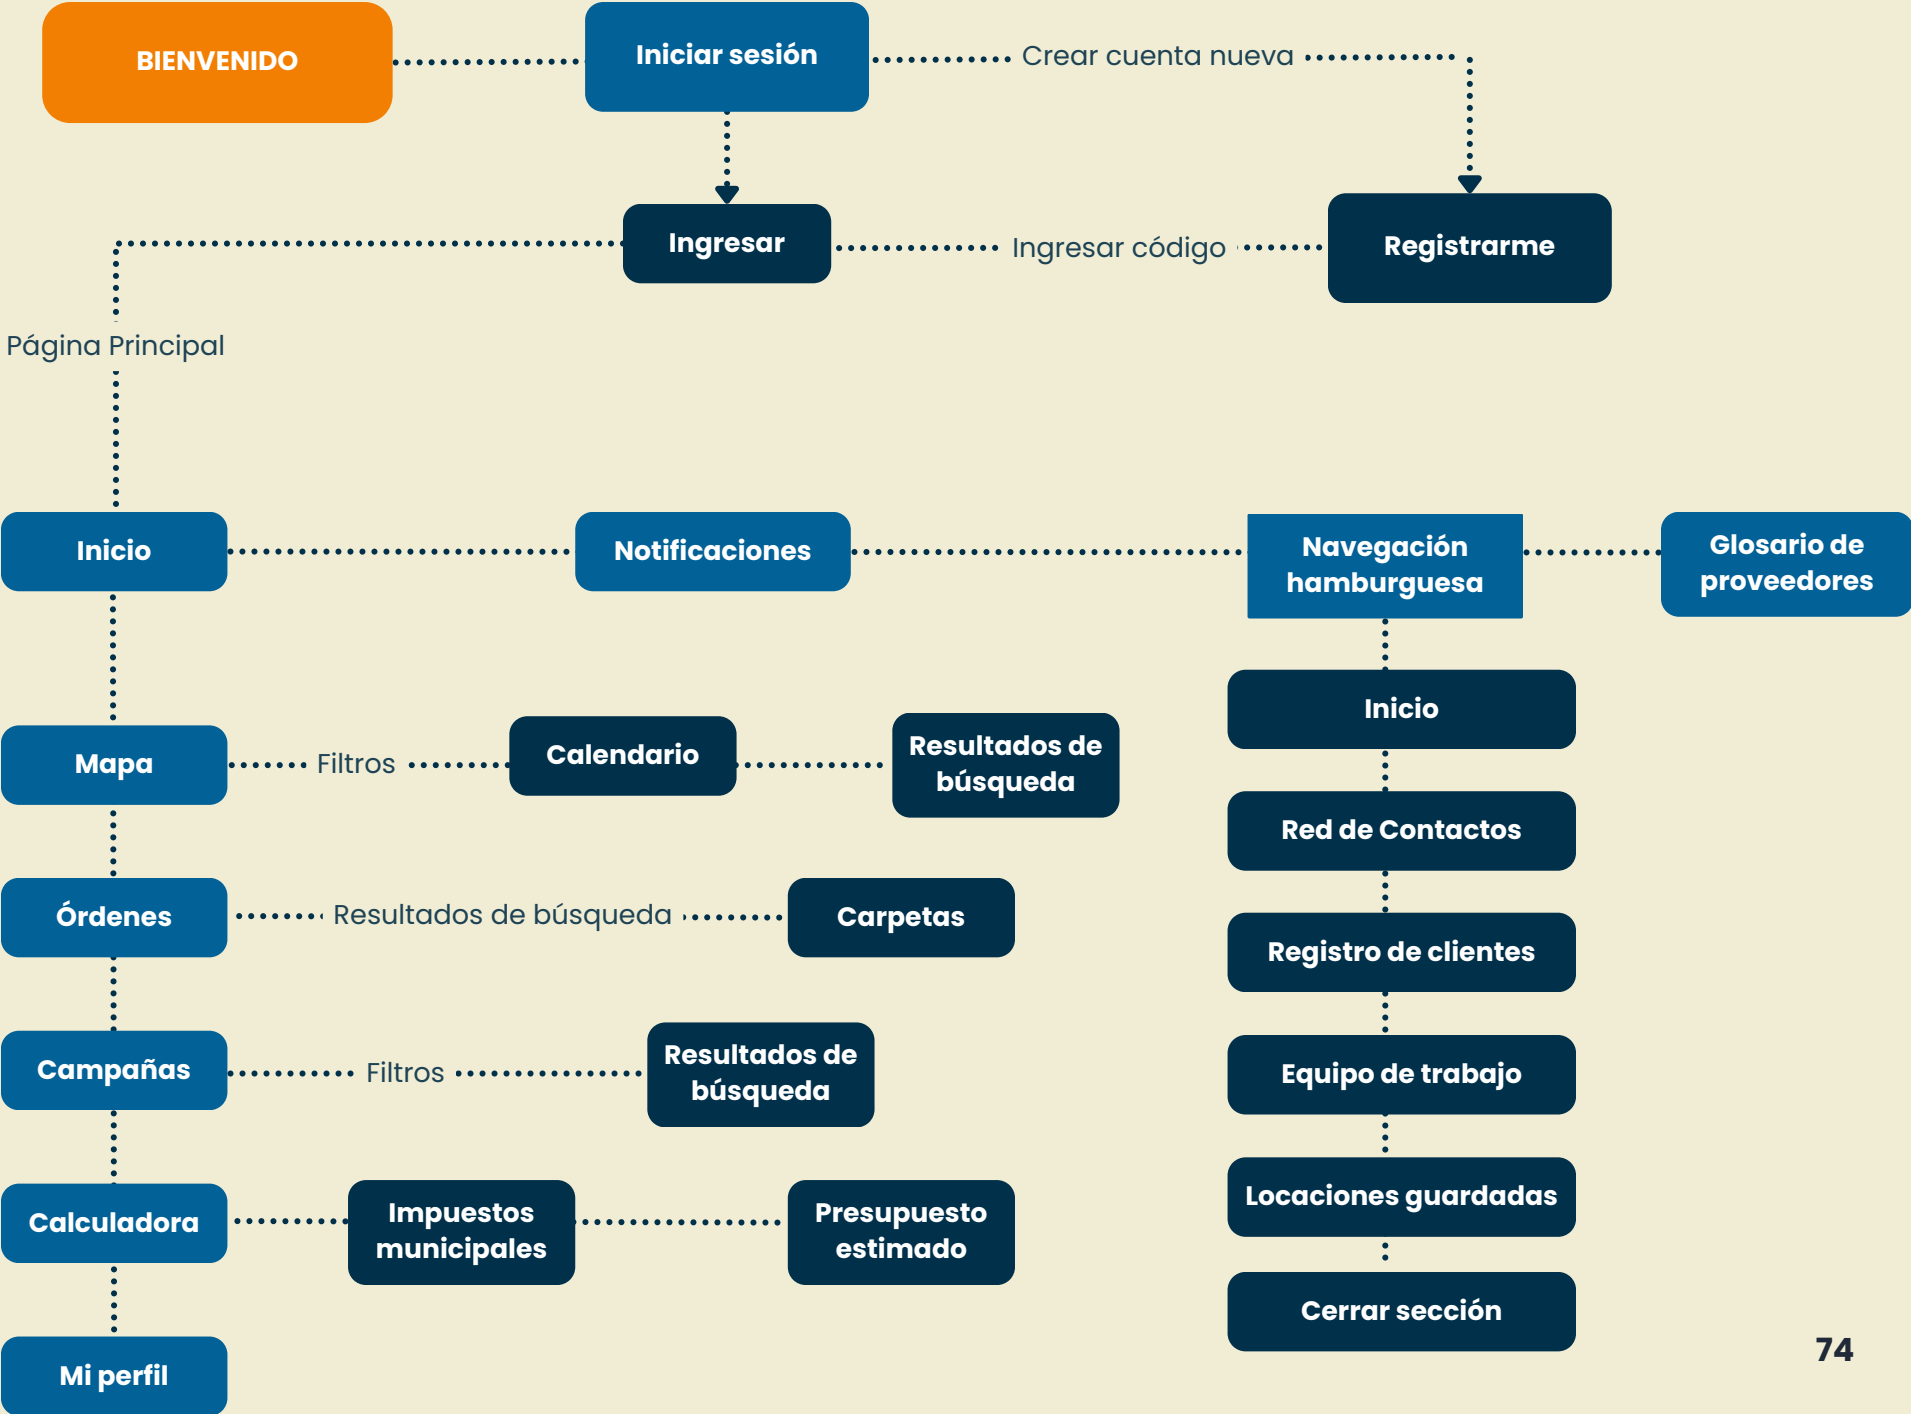 BIENVENIDO
Iniciar sesión
Crear cuenta nueva
Ingresar
Ingresar código
Registrarme
Página Principal
Inicio
Notificaciones
Navegación
hamburguesa
Glosario de
proveedores
Mapa
Filtros
Calendario
Resultados de
búsqueda
Órdenes
Resultados de búsqueda
Carpetas
Campañas
Filtros
Resultados de
búsqueda
Calculadora
Impuestos
municipales
Presupuesto
estimado
Mi perfil
Inicio
Red de Contactos
Registro de clientes
Equipo de trabajo
Locaciones guardadas
Cerrar sección
74